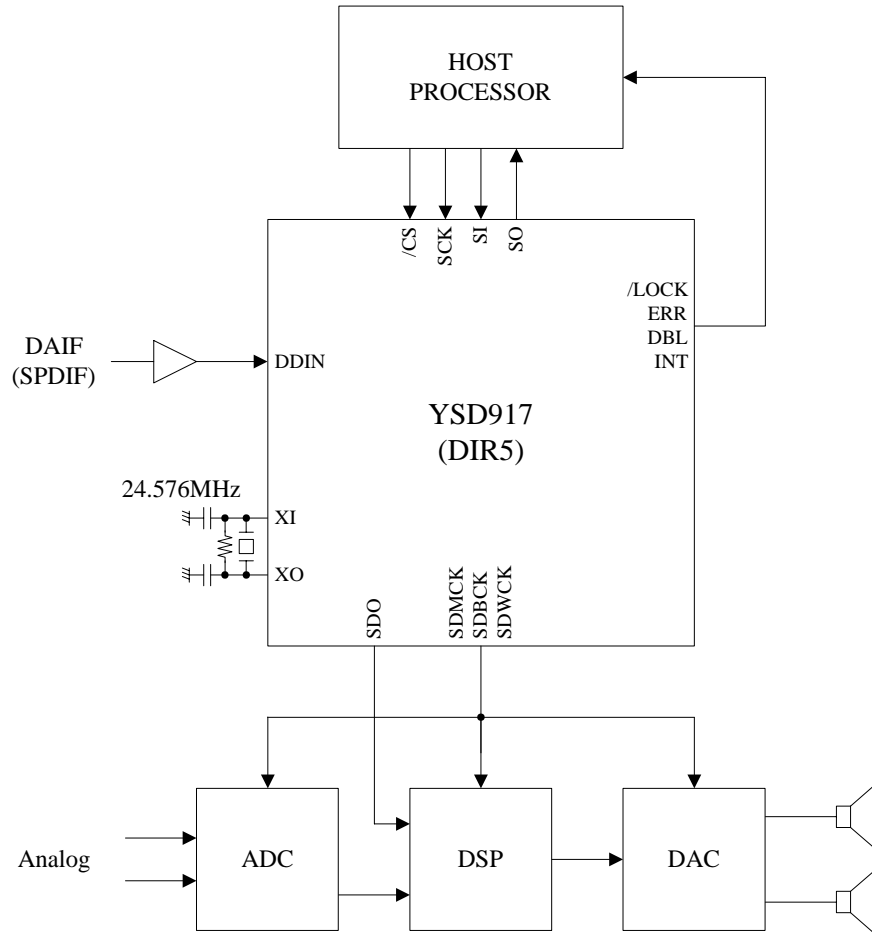 HOST
PROCESSOR
/CS
SCK
SI
SO
/LOCK
ERR
DBL
INT
DAIF
(SPDIF)
DDIN
YSD917
(DIR5)
24.576MHz
XI
XO
SDO
SDMCK
SDBCK
SDWCK
Analog
ADC
DSP
DAC